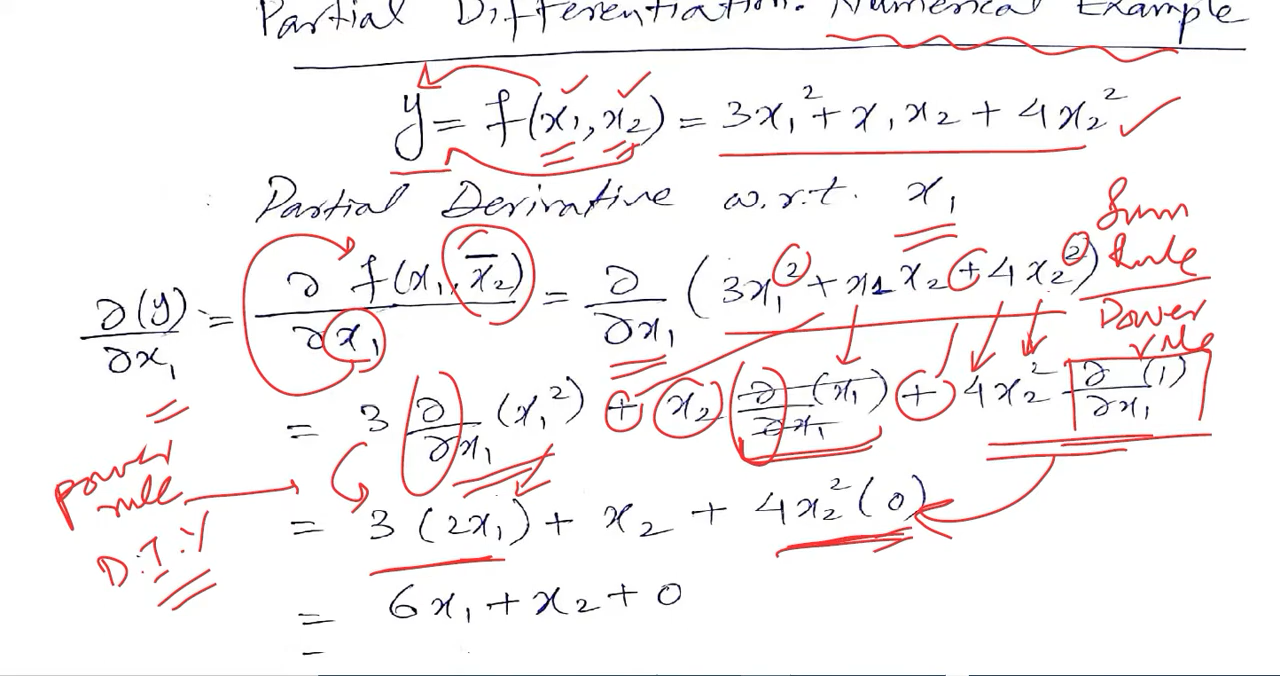 Partial Differentiation: Numerical Example
y = f(x₁, x₂) = 3x₁² + x₁x₂ + 4x₂²
Partial Derivative w.r.t. x₁
Sum Rule
∂(y)/∂x₁ = ∂f(x₁, x̅₂)/∂x₁ = ∂/∂x₁ (3x₁² + x₁x₂ + 4x₂²)
Power rule
= 3 ∂/∂x₁ (x₁²) + x₂ ∂/∂x₁ (x₁) + 4x₂² ∂(1)/∂x₁
power rule
= 3(2x₁) + x₂ + 4x₂²(0)
D.I.Y
= 6x₁ + x₂ + 0
=